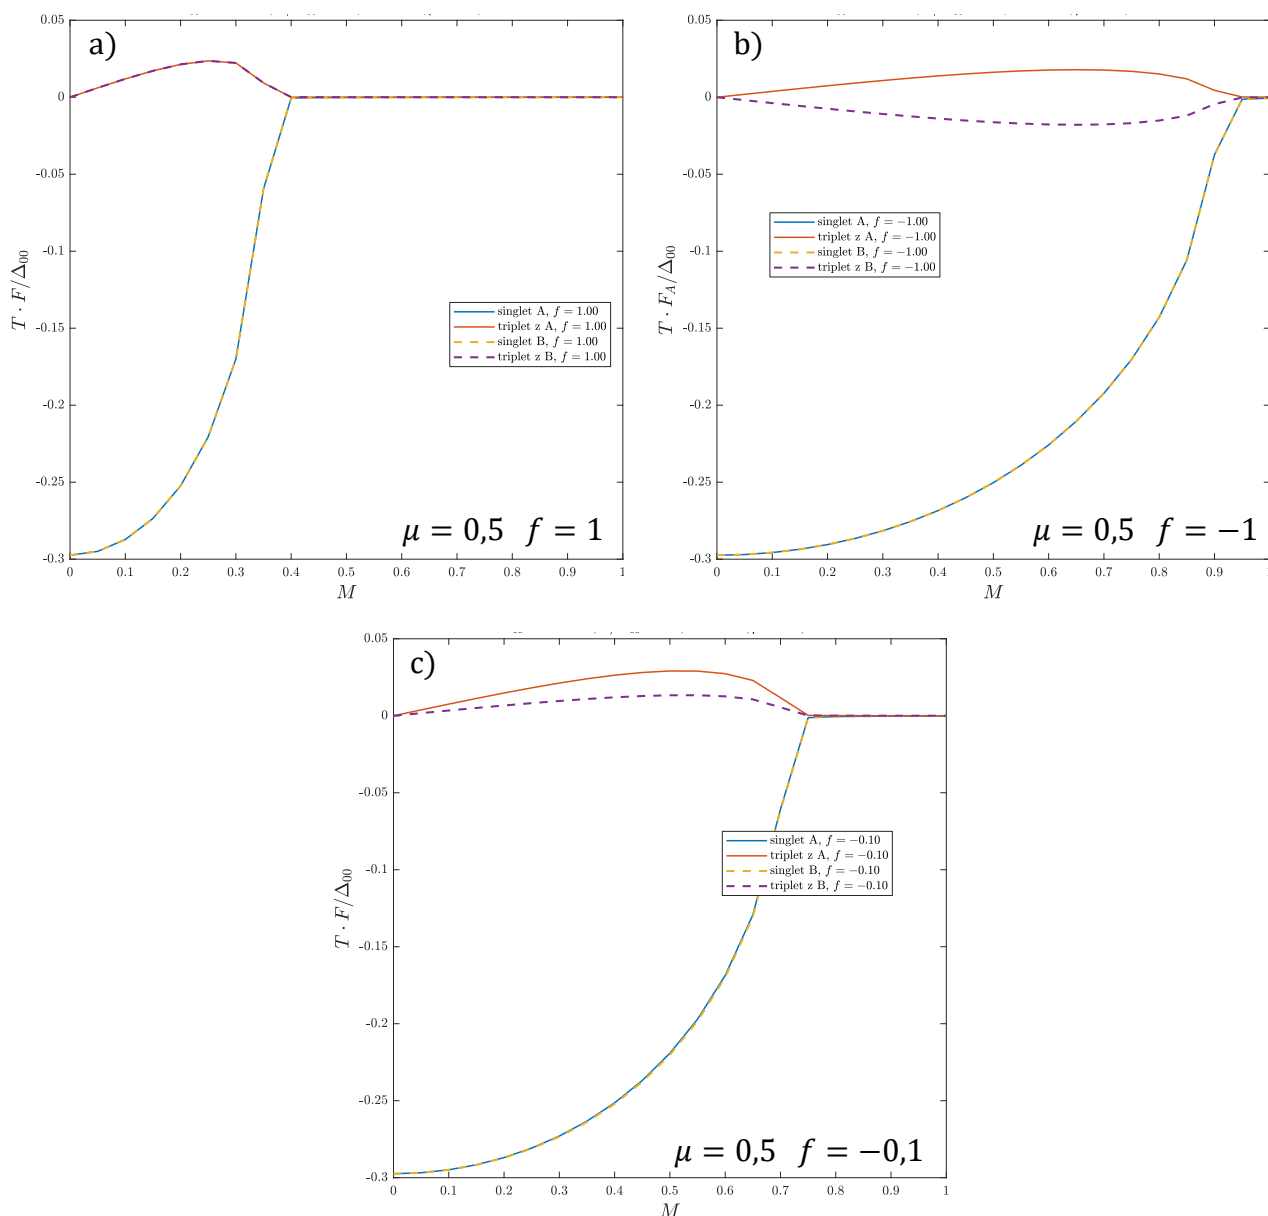 a)
0.05
0
-0.05
-0.1
-0.15
-0.2
-0.25
-0.3
T · F/Δ₀₀
singlet A, f = 1.00
triplet z A, f = 1.00
singlet B, f = 1.00
triplet z B, f = 1.00
μ = 0,5 f = 1
0 0.1 0.2 0.3 0.4 0.5 0.6 0.7 0.8 0.9 1
M
b)
0.05
0
-0.05
-0.1
-0.15
-0.2
-0.25
-0.3
T · F_A/Δ₀₀
singlet A, f = −1.00
triplet z A, f = −1.00
singlet B, f = −1.00
triplet z B, f = −1.00
μ = 0,5 f = −1
0 0.1 0.2 0.3 0.4 0.5 0.6 0.7 0.8 0.9 1
M
c)
0.05
0
-0.05
-0.1
-0.15
-0.2
-0.25
-0.3
T · F/Δ₀₀
singlet A, f = −0.10
triplet z A, f = −0.10
singlet B, f = −0.10
triplet z B, f = −0.10
μ = 0,5 f = −0,1
0 0.1 0.2 0.3 0.4 0.5 0.6 0.7 0.8 0.9 1
M